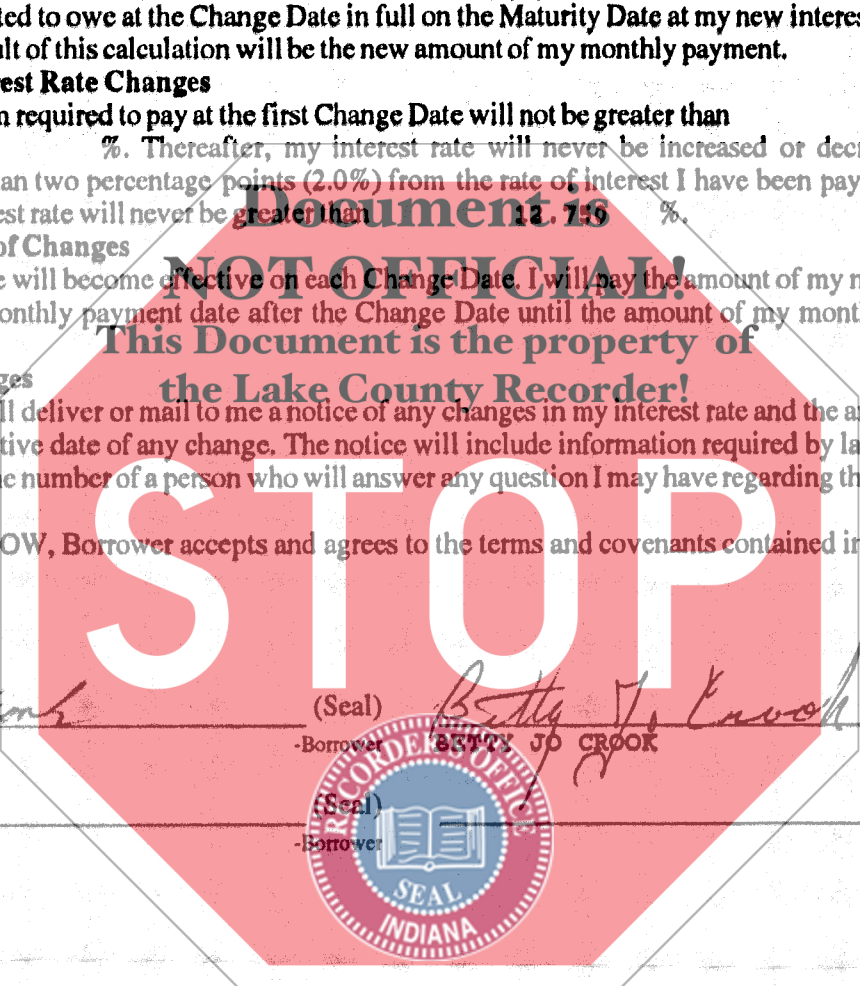 ted to owe at the Change Date in full on the Maturity Date at my new interes
ult of this calculation will be the new amount of my monthly payment.
rest Rate Changes
n required to pay at the first Change Date will not be greater than
%. Thereafter, my interest rate will never be increased or decr
an two percentage points (2.0%) from the rate of interest I have been pay
est rate will never be greater than 12.750 %.
Document is
of Changes
e will become effective on each Change Date. I will pay the amount of my n
NOT OFFICIAL!
onthly payment date after the Change Date until the amount of my mont
This Document is the property of
ges
the Lake County Recorder!
ll deliver or mail to me a notice of any changes in my interest rate and the a
tive date of any change. The notice will include information required by la
e number of a person who will answer any question I may have regarding th
STOP
OW, Borrower accepts and agrees to the terms and covenants contained in
(Seal) Betty J. Crook
-Borrower BETTY JO CROOK
(Seal)
-Borrower
RECORDER'S OFFICE
SEAL
INDIANA